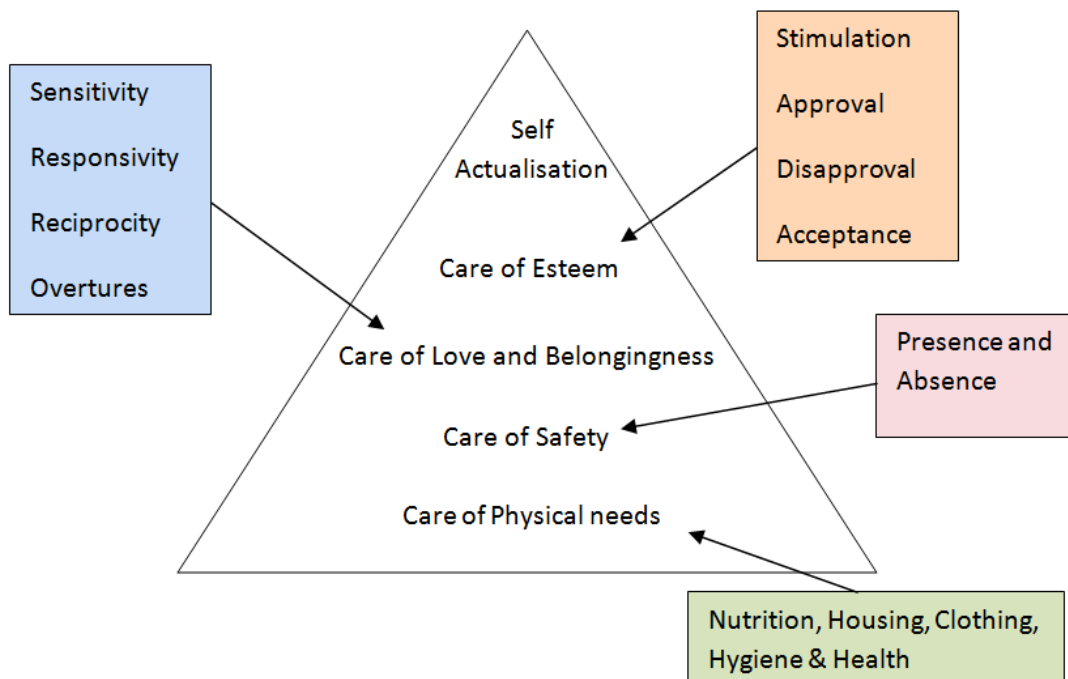 Sensitivity
Responsivity
Reciprocity
Overtures
Self
Actualisation
Care of Esteem
Care of Love and Belongingness
Care of Safety
Care of Physical needs
Stimulation
Approval
Disapproval
Acceptance
Presence and
Absence
Nutrition, Housing, Clothing,
Hygiene & Health